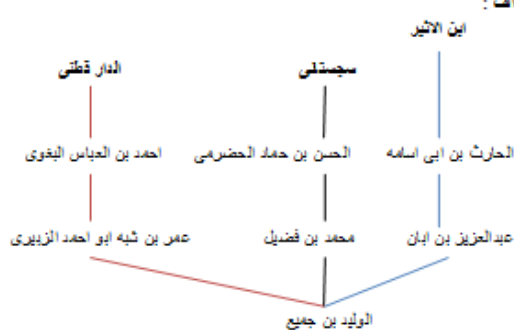 ابن الاثير
سجستانی
الدار قطنی
الحارث بن ابی اسامه
الحسن بن حماد الحضرمی
احمد بن العباس البغوی
عبدالعزیز بن ابان
محمد بن فضیل
عمر بن شبه ابو احمد الزبیری
الولید بن جمیع